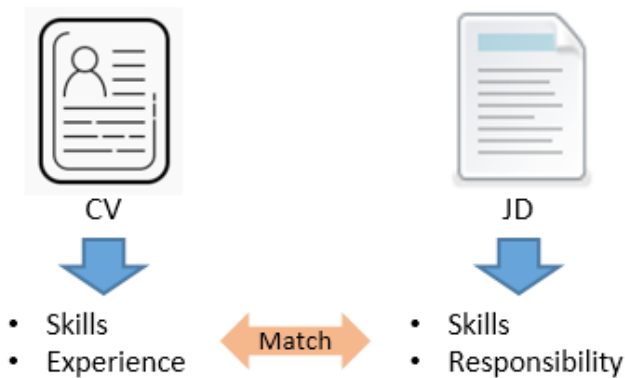 CV
JD
• Skills
• Experience
Match
• Skills
• Responsibility